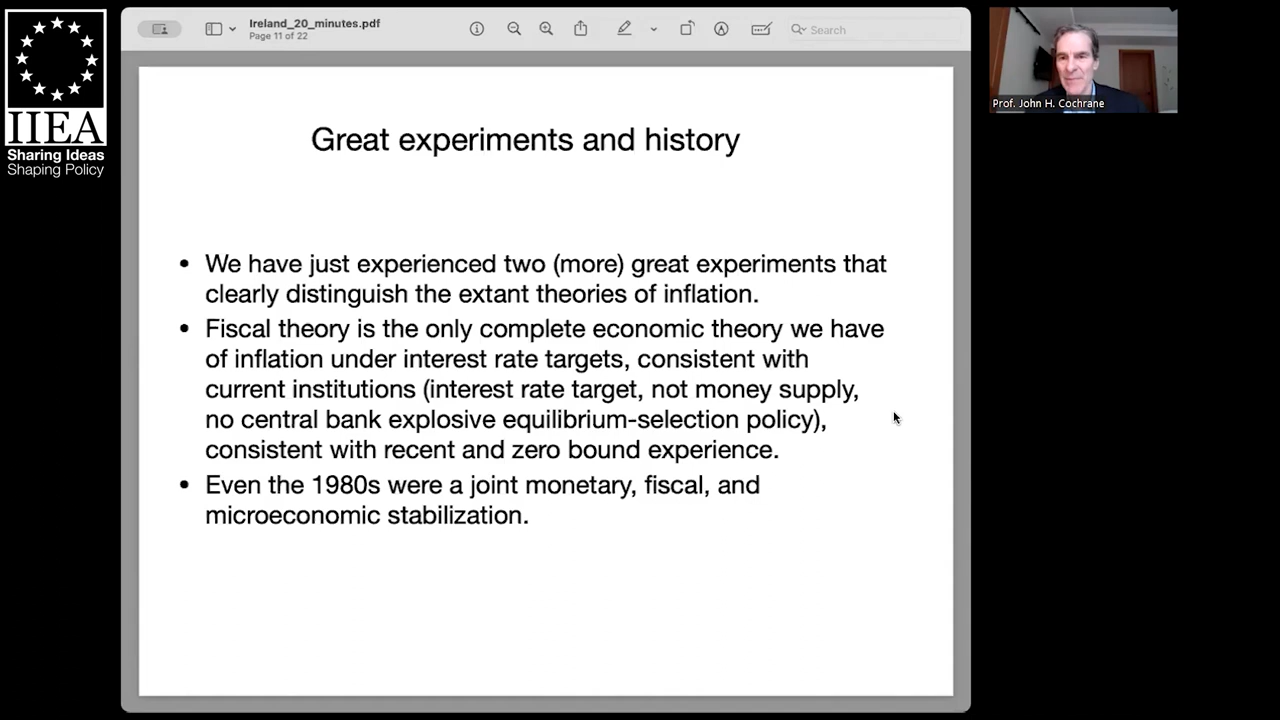 IIEA
Sharing Ideas
Shaping Policy
Ireland_20_minutes.pdf
Page 11 of 22
Search
Prof. John H. Cochrane
Great experiments and history
• We have just experienced two (more) great experiments that
clearly distinguish the extant theories of inflation.
• Fiscal theory is the only complete economic theory we have
of inflation under interest rate targets, consistent with
current institutions (interest rate target, not money supply,
no central bank explosive equilibrium-selection policy),
consistent with recent and zero bound experience.
• Even the 1980s were a joint monetary, fiscal, and
microeconomic stabilization.